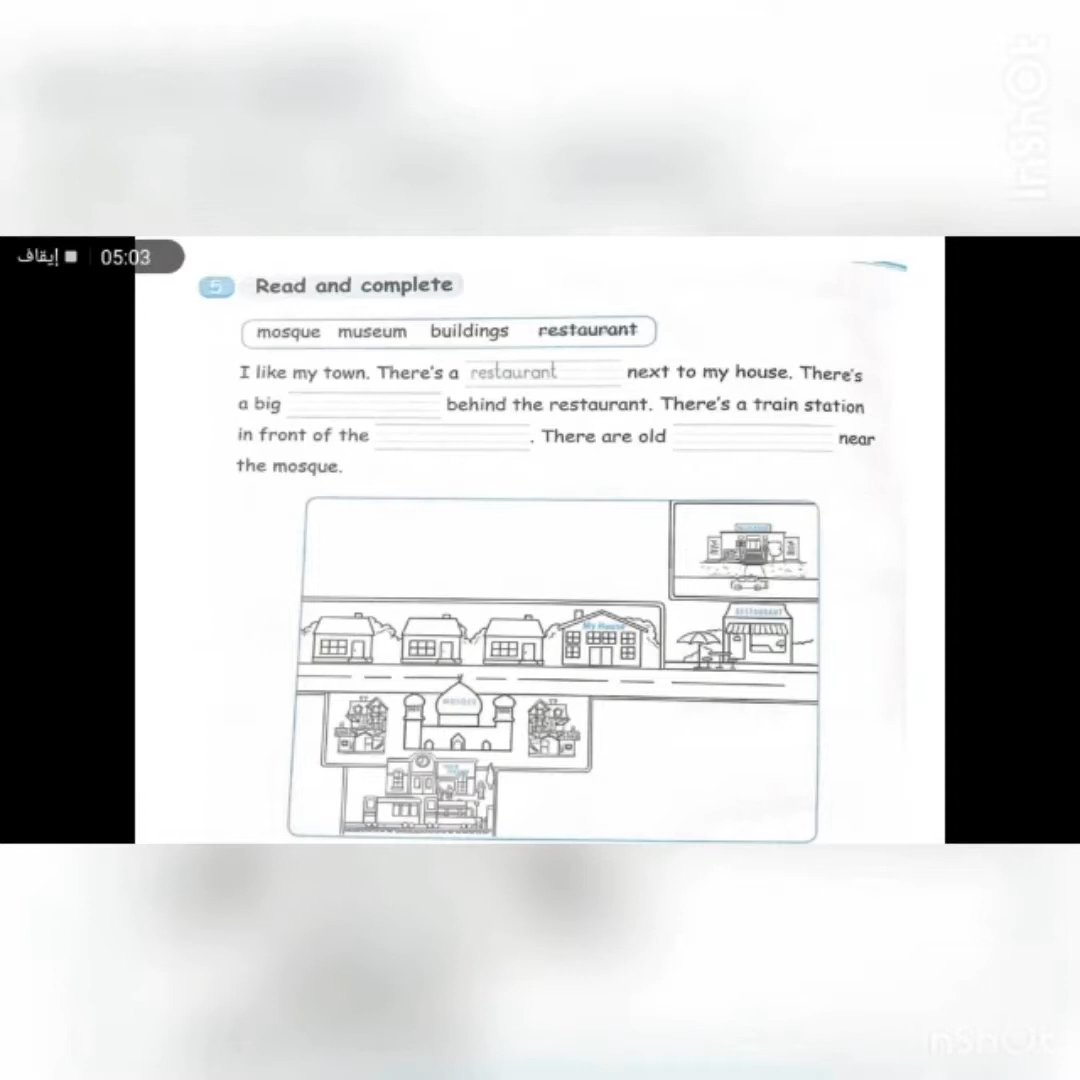 InShOt
إيقاف 05:03
5 Read and complete
mosque museum buildings restaurant
I like my town. There's a restaurant next to my house. There's
a big behind the restaurant. There's a train station
in front of the . There are old near
the mosque.
RESTAURANT
My House
MOSQUE
InShOt